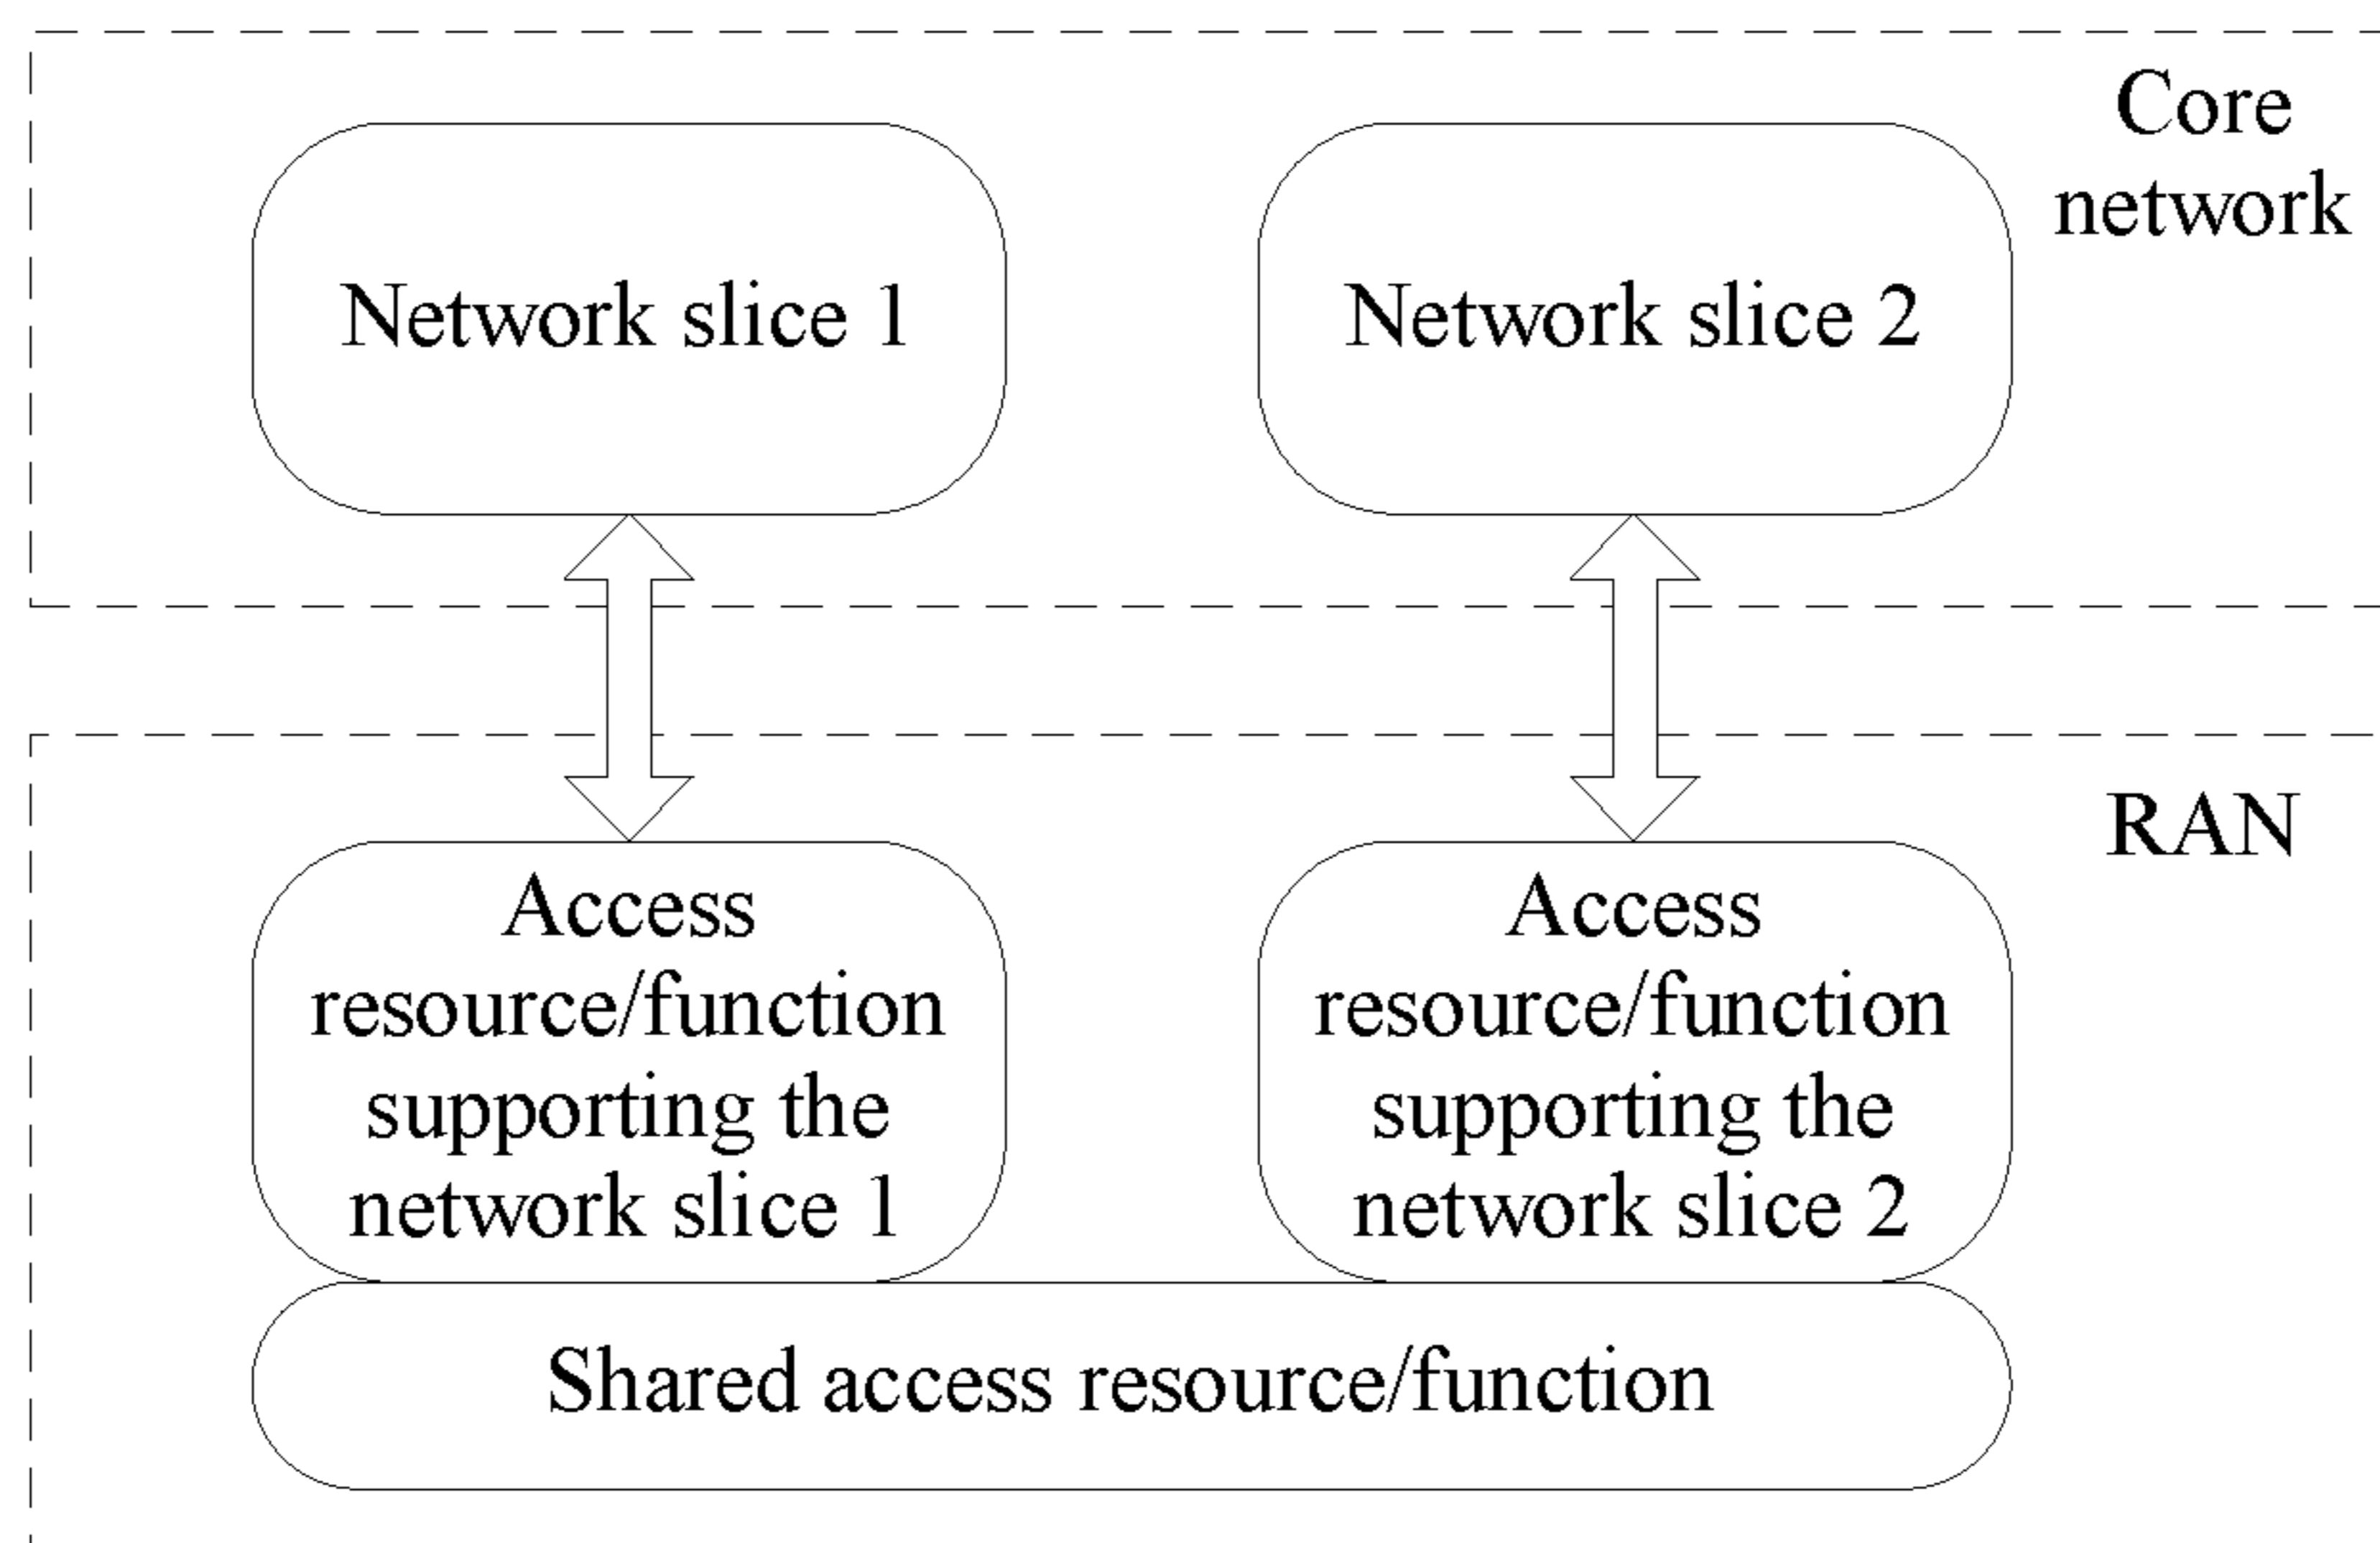 Core
network
Network slice 1
Network slice 2
RAN
Access
resource/function
supporting the
network slice 1
Access
resource/function
supporting the
network slice 2
Shared access resource/function